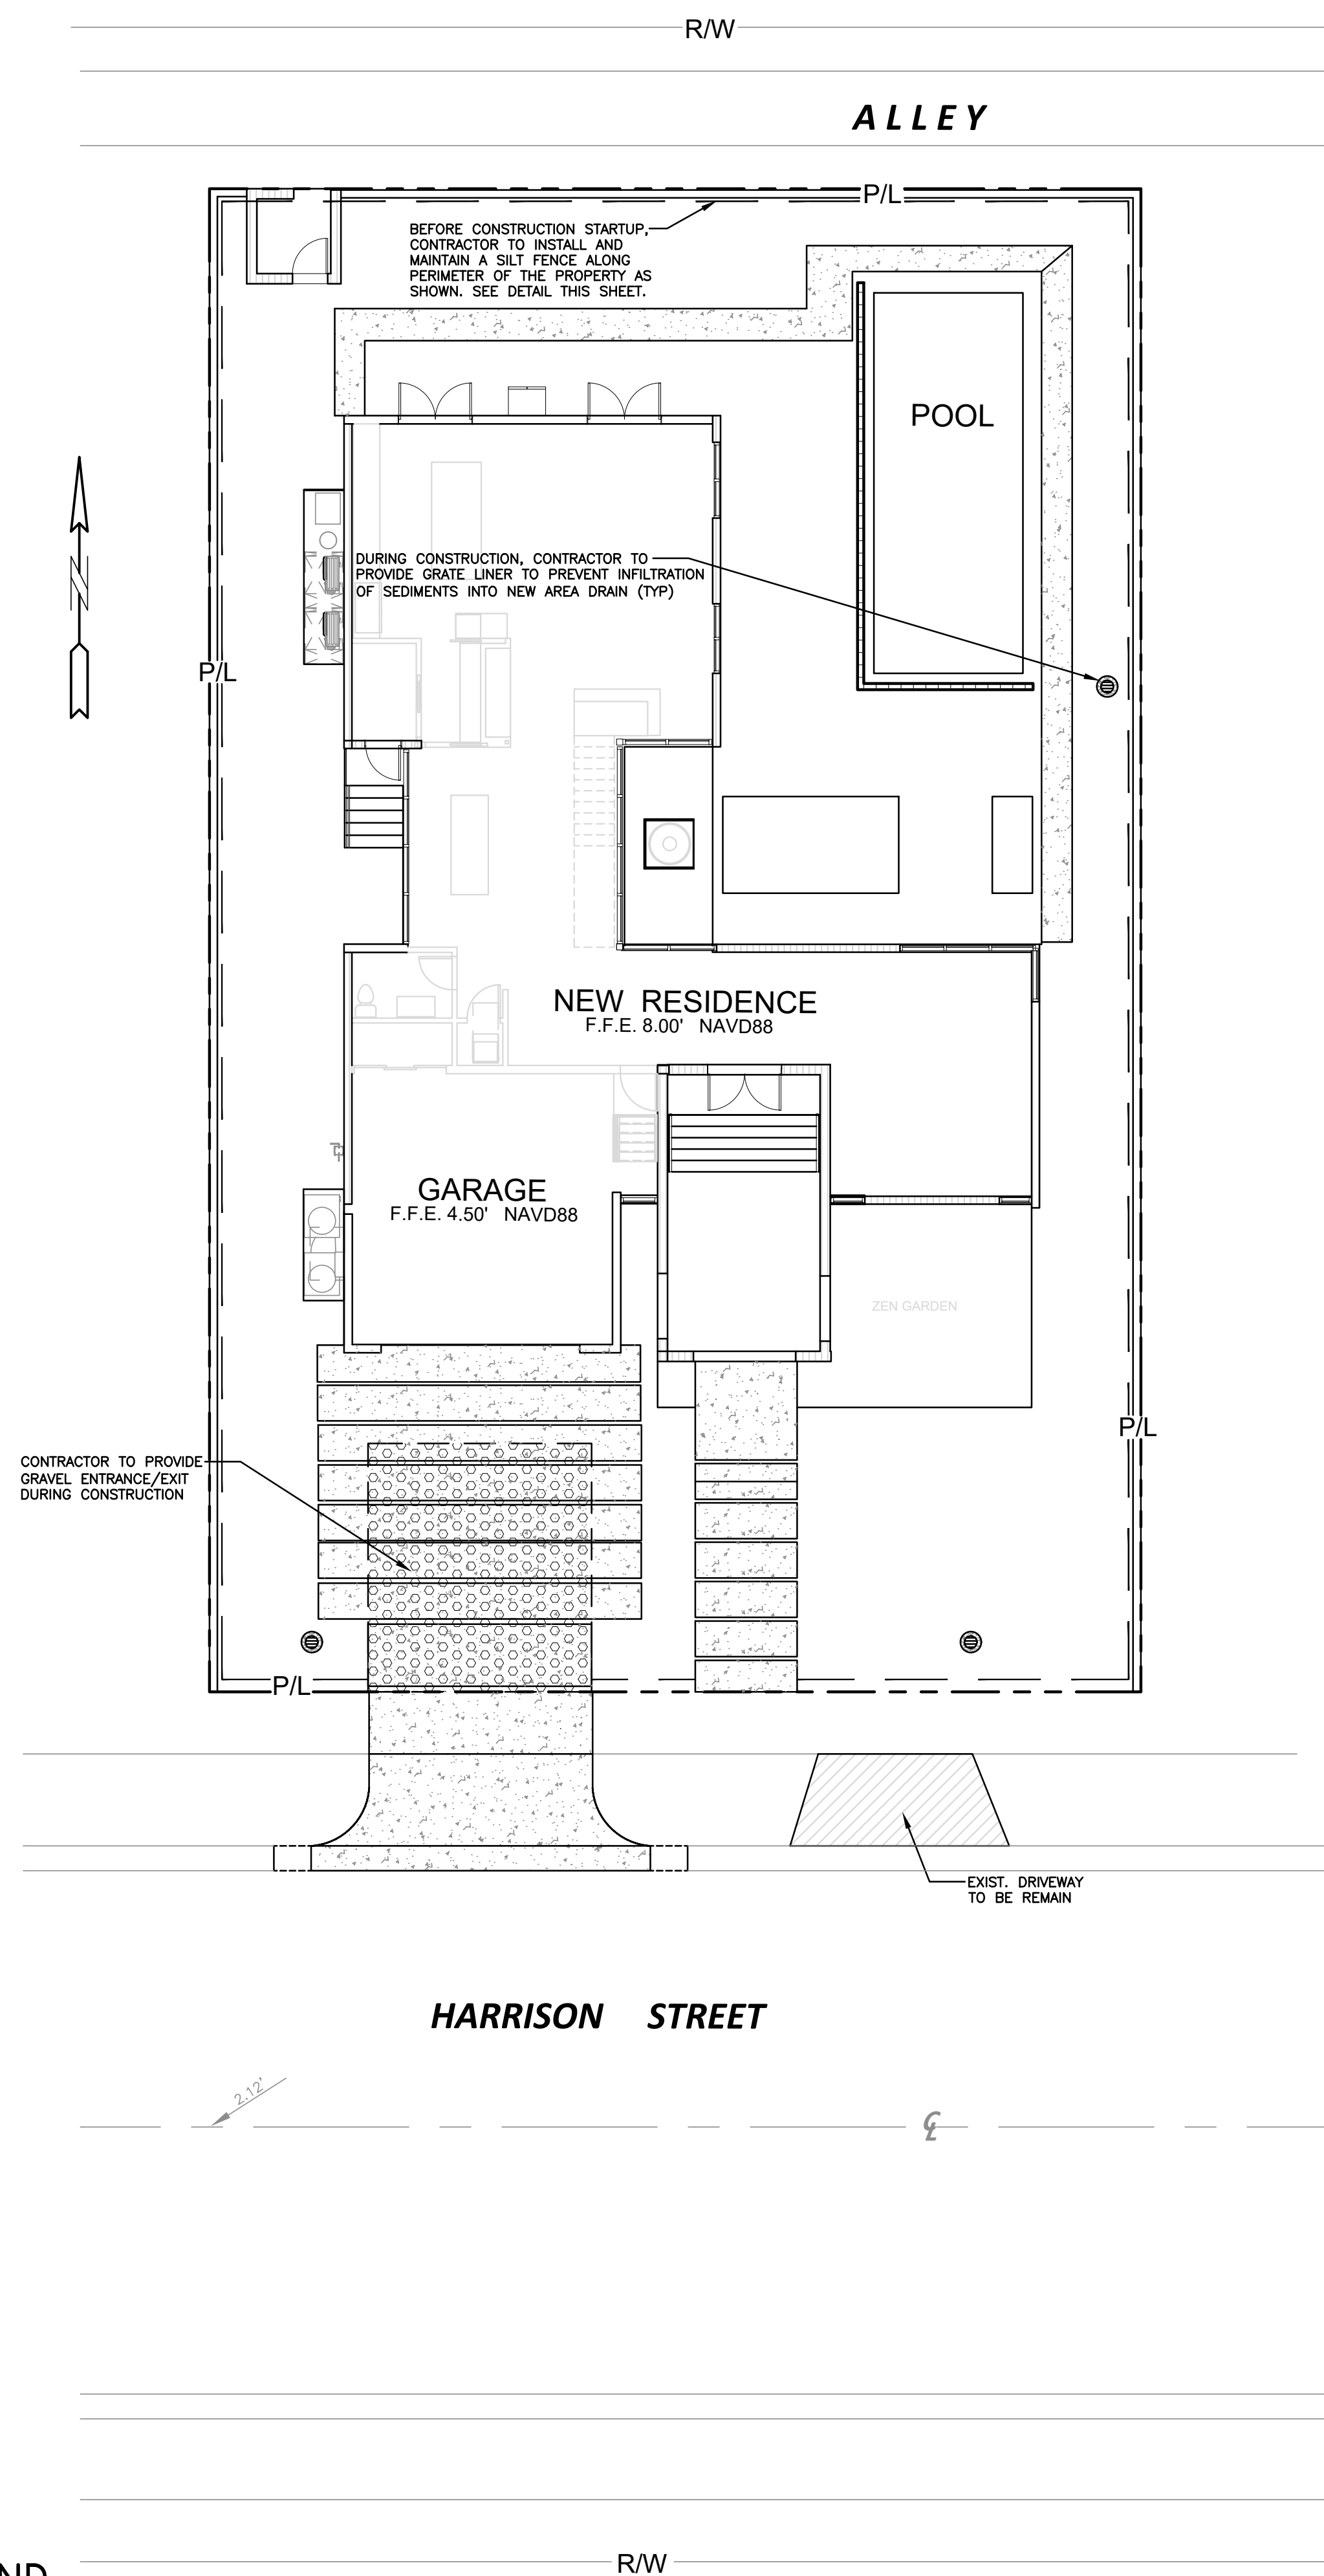 R/W
ALLEY
P/L
BEFORE CONSTRUCTION STARTUP,
CONTRACTOR TO INSTALL AND
MAINTAIN A SILT FENCE ALONG
PERIMETER OF THE PROPERTY AS
SHOWN. SEE DETAIL THIS SHEET.
POOL
N
DURING CONSTRUCTION, CONTRACTOR TO
PROVIDE GRATE LINER TO PREVENT INFILTRATION
OF SEDIMENTS INTO NEW AREA DRAIN (TYP)
P/L
NEW RESIDENCE
F.F.E. 8.00' NAVD88
GARAGE
F.F.E. 4.50' NAVD88
ZEN GARDEN
P/L
CONTRACTOR TO PROVIDE
GRAVEL ENTRANCE/EXIT
DURING CONSTRUCTION
P/L
EXIST. DRIVEWAY
TO BE REMAIN
HARRISON STREET
2.12'
℄
R/W